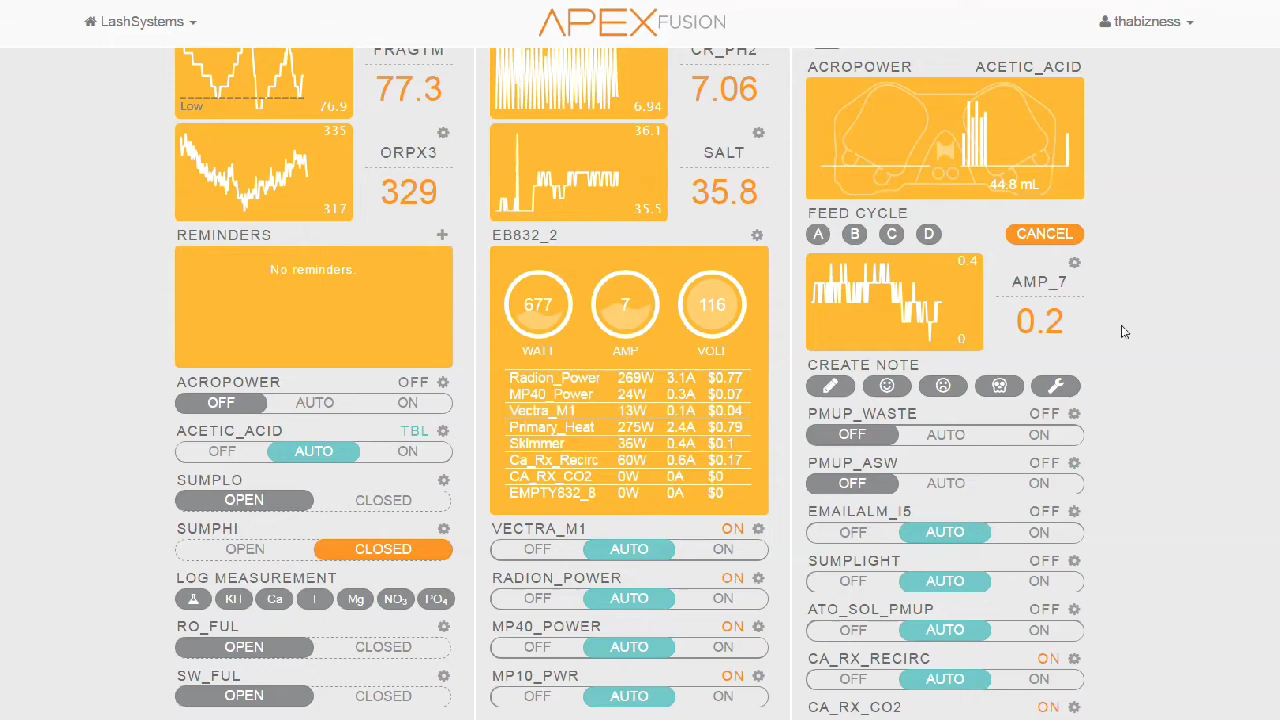 LashSystems
APEX FUSION
thabizness
FRAGTM
77.3
Low
76.9
335
ORPX3
329
317
REMINDERS
No reminders.
ACROPOWER OFF
OFF AUTO ON
ACETIC_ACID TBL
OFF AUTO ON
SUMPLO
OPEN CLOSED
SUMPHI
OPEN CLOSED
LOG MEASUREMENT
KH Ca I Mg NO3 PO4
RO_FUL
OPEN CLOSED
SW_FUL
OPEN CLOSED
CR_PH2
7.06
6.94
36.1
SALT
35.8
35.5
EB832_2
677 7 116
WATT AMP VOLT
Radion_Power 269W 3.1A $0.77
MP40_Power 24W 0.3A $0.07
Vectra_M1 13W 0.1A $0.04
Primary_Heat 275W 2.4A $0.79
Skimmer 36W 0.4A $0.1
Ca_Rx_Recirc 60W 0.6A $0.17
CA_RX_CO2 0W 0A $0
EMPTY832_8 0W 0A $0
VECTRA_M1 ON
OFF AUTO ON
RADION_POWER ON
OFF AUTO ON
MP40_POWER ON
OFF AUTO ON
MP10_PWR ON
OFF AUTO ON
ACROPOWER ACETIC_ACID
44.8 mL
FEED CYCLE
A B C D CANCEL
0.4
AMP_7
0.2
0
CREATE NOTE
PMUP_WASTE OFF
OFF AUTO ON
PMUP_ASW OFF
OFF AUTO ON
EMAILALM_I5 OFF
OFF AUTO ON
SUMPLIGHT OFF
OFF AUTO ON
ATO_SOL_PMUP OFF
OFF AUTO ON
CA_RX_RECIRC ON
OFF AUTO ON
CA_RX_CO2 ON